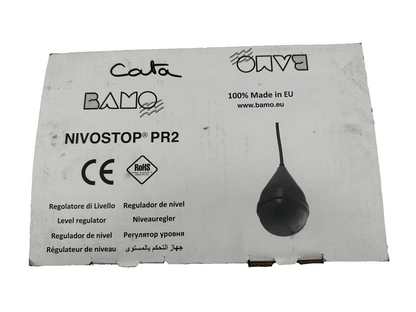 Cata
BAMO
BAMO
100% Made in EU
www.bamo.eu
NIVOSTOP® PR2
CE
RoHS
Regolatore di Livello
Regulador de nivel
Level regulator
Niveauregler
Regulador de nivel
Регулятор уровня
Régulateur de niveau
جهاز التحكم بالمستوى